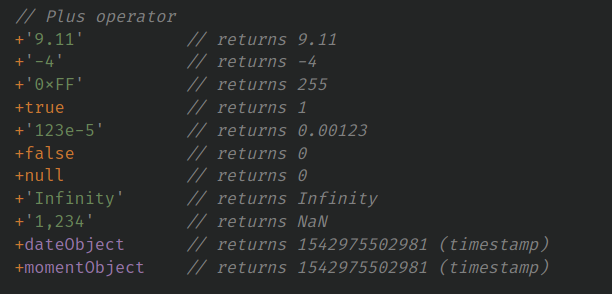 // Plus operator
+'9.11' // returns 9.11
+'-4' // returns -4
+'0xFF' // returns 255
+true // returns 1
+'123e-5' // returns 0.00123
+false // returns 0
+null // returns 0
+'Infinity' // returns Infinity
+'1,234' // returns NaN
+dateObject // returns 1542975502981 (timestamp)
+momentObject // returns 1542975502981 (timestamp)